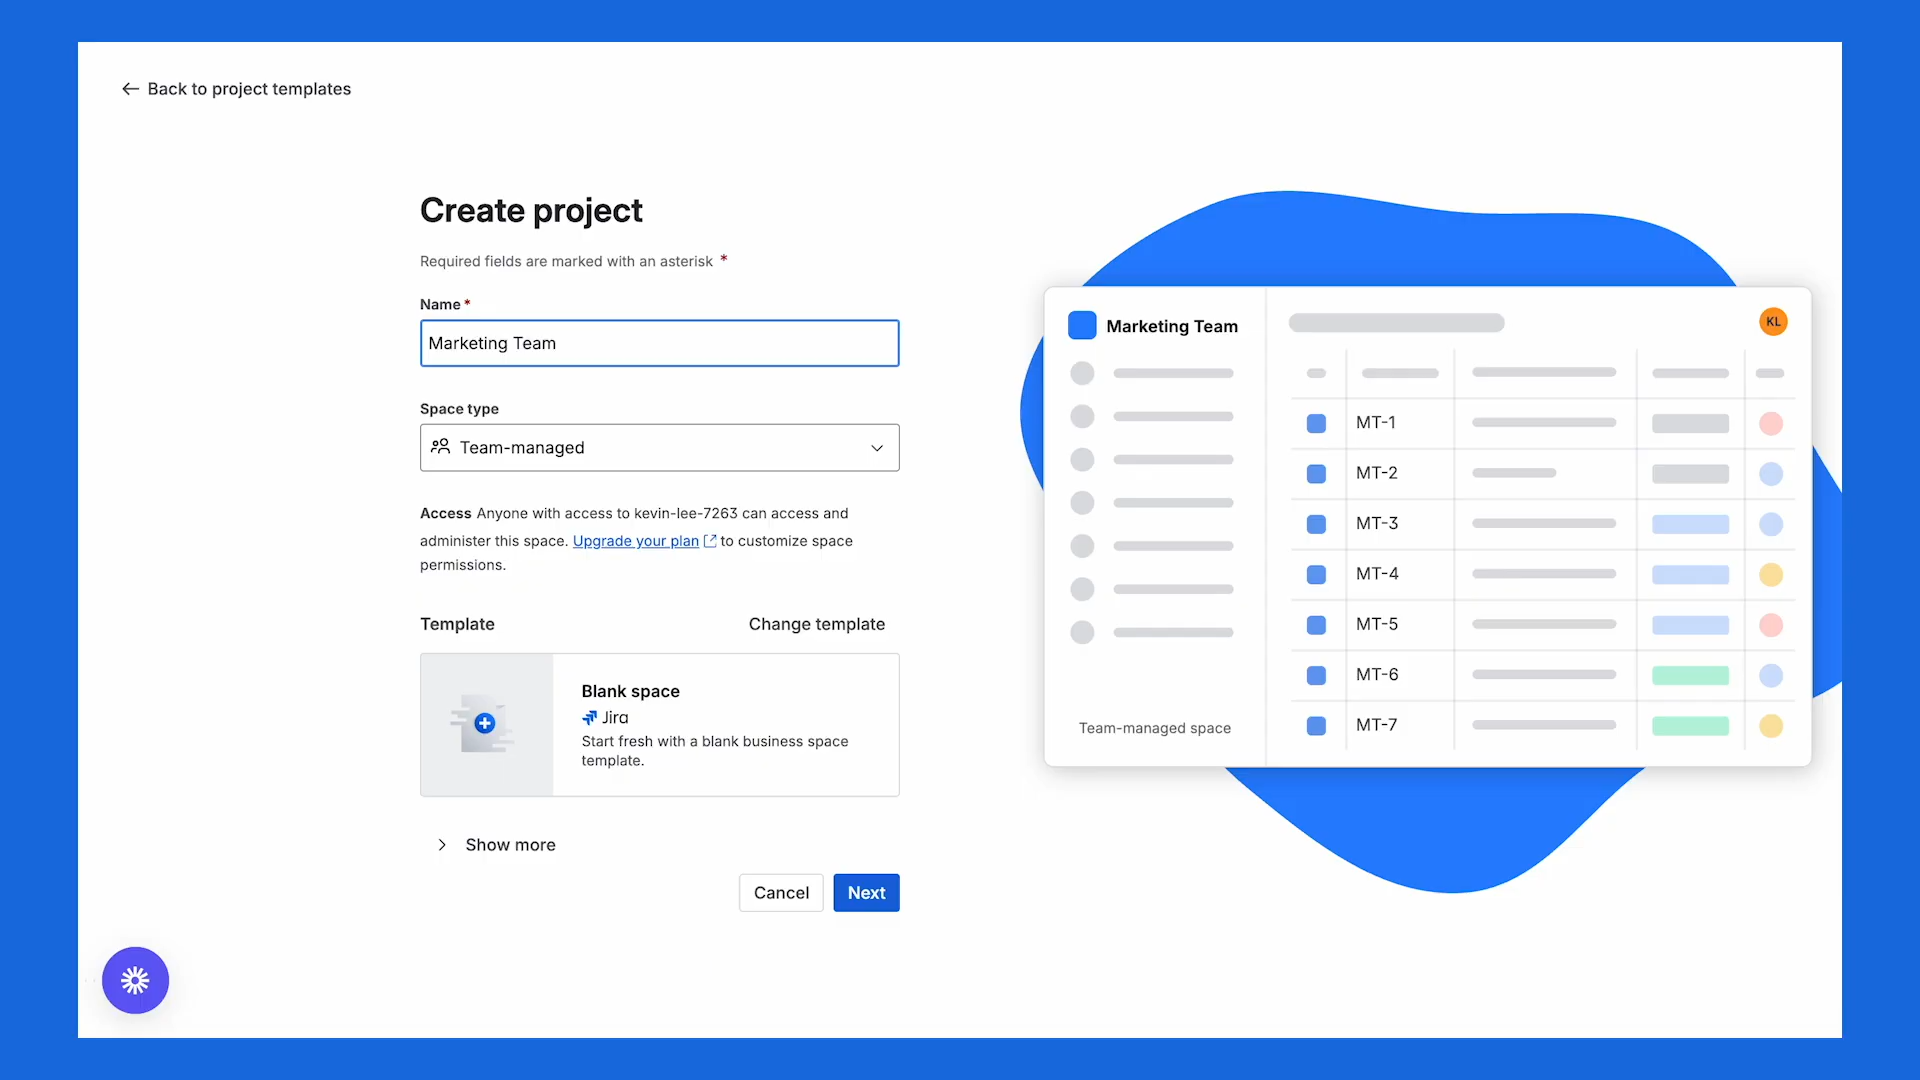 Back to project templates
Create project
Required fields are marked with an asterisk *
Name *
Marketing Team
Space type
Team-managed
Access Anyone with access to kevin-lee-7263 can access and
administer this space. Upgrade your plan to customize space
permissions.
Template
Change template
Blank space
Jira
Start fresh with a blank business space
template.
Show more
Cancel
Next
Marketing Team
KL
MT-1
MT-2
MT-3
MT-4
MT-5
MT-6
MT-7
Team-managed space